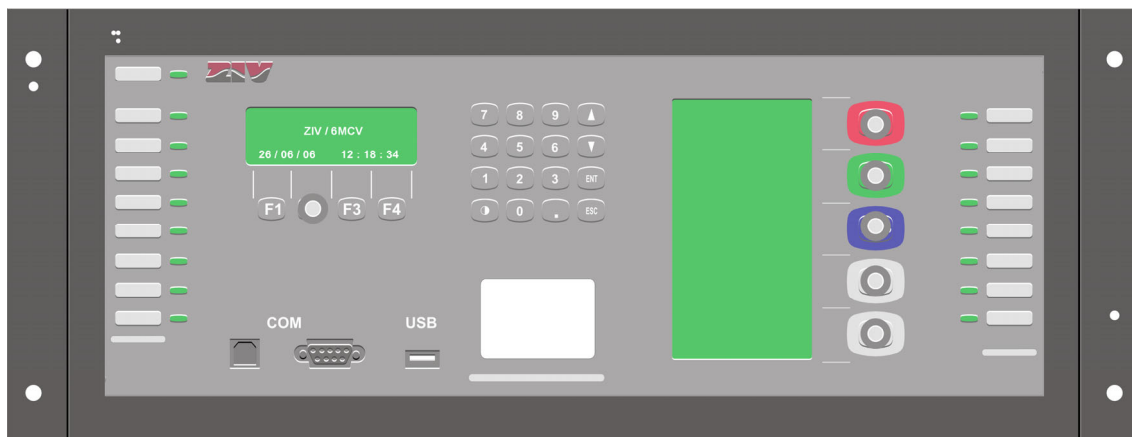 ZIV
ZIV / 6MCV
26 / 06 / 06 12 : 18 : 34
F1 F3 F4
7 8 9
4 5 6
1 2 3 ENT
0 . ESC
COM USB